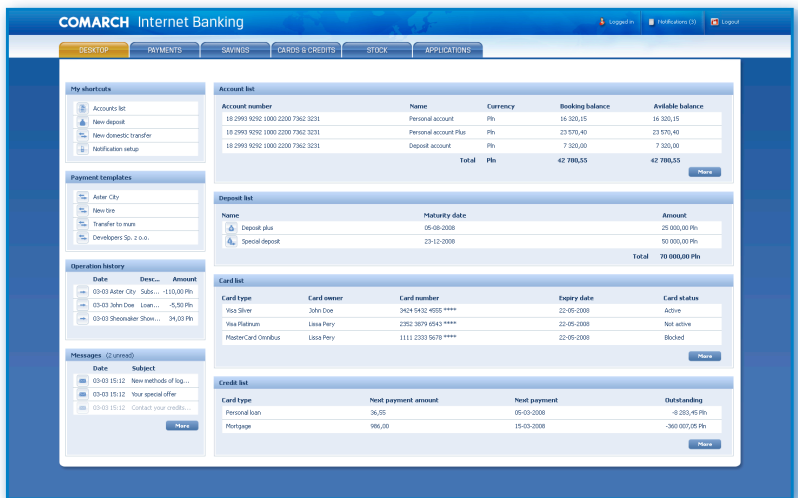 COMARCH Internet Banking
Logged in
Notifications (3)
Logout
DESKTOP PAYMENTS SAVINGS CARDS & CREDITS STOCK APPLICATIONS
My shortcuts
Accounts list
New deposit
New domestic transfer
Notification setup
Payment templates
Aster City
New tire
Transfer to mum
Developers Sp. z o.o.
Operation history
Date Desc... Amount
03-03 Aster City Subs... -110,00 Pln
03-03 John Doe Loan... -5,50 Pln
03-03 Sheomaker Show... 34,03 Pln
Messages (2 unread)
Date Subject
03-03 15:12 New methods of log...
03-03 15:12 Your special offer
03-03 15:12 Contact your credits...
More
Account list
Account number Name Currency Booking balance Avilable balance
18 2993 9292 1000 2200 7362 3231 Personal account Pln 16 320,15 16 320,15
18 2993 9292 1000 2200 7362 3231 Personal account Plus Pln 23 570,40 23 570,40
18 2993 9292 1000 2200 7362 3231 Deposit account Pln 7 320,00 7 320,00
Total Pln 42 780,55 42 780,55
More
Deposit list
Name Maturity date Amount
Deposit plus 05-08-2008 25 000,00 Pln
Special deposit 23-12-2008 50 000,00 Pln
Total 70 000,00 Pln
Card list
Card type Card owner Card number Expiry date Card status
Visa Silver John Doe 3424 5432 4555 **** 22-05-2008 Active
Visa Platinum Lissa Pery 2352 3879 6543 **** 22-05-2008 Not active
MasterCard Omnibus Lissa Pery 1111 2333 5678 **** 22-05-2008 Blocked
More
Credit list
Card type Next payment amount Next payment Outstanding
Personal loan 36,55 05-03-2008 -8 283,45 Pln
Mortgage 986,00 15-03-2008 -360 007,05 Pln
More